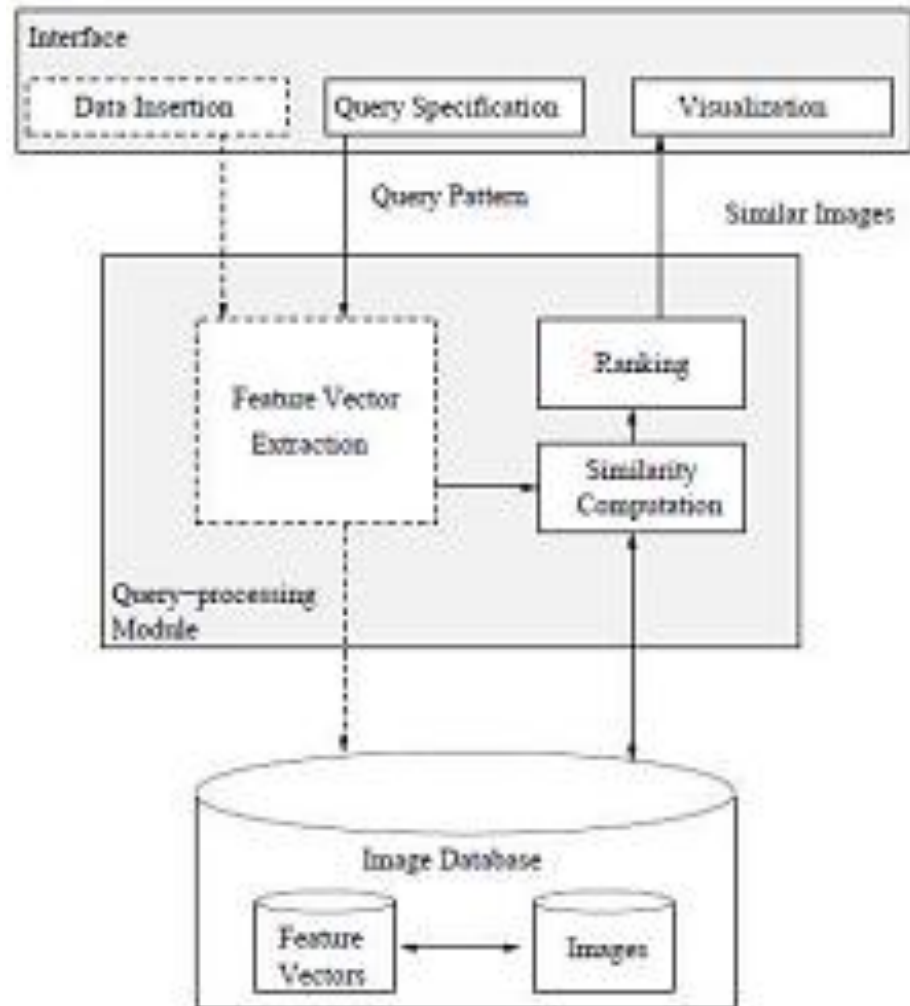 Interface
Data Insertion
Query Specification
Visualization
Query Pattern
Similar Images
Feature Vector
Extraction
Ranking
Similarity
Computation
Query-processing
Module
Image Database
Feature
Vectors
Images